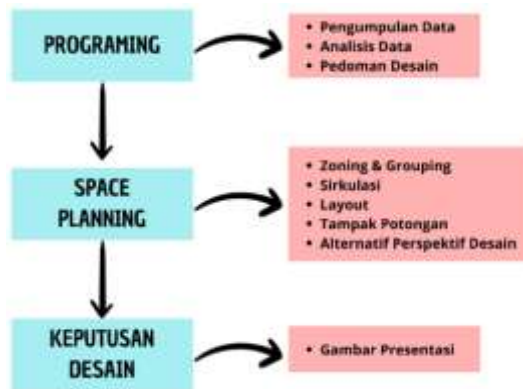 PROGRAMING
• Pengumpulan Data
• Analisis Data
• Pedoman Desain
SPACE
PLANNING
• Zoning & Grouping
• Sirkulasi
• Layout
• Tampak Potongan
• Alternatif Perspektif Desain
KEPUTUSAN
DESAIN
• Gambar Presentasi